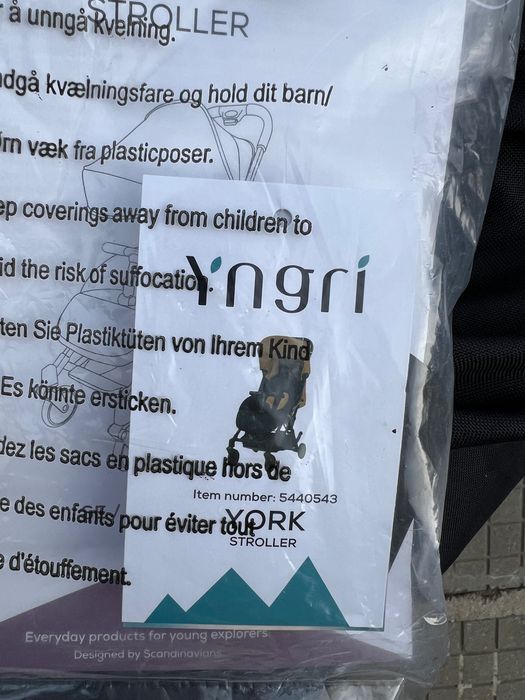 STROLLER
å unngå kvelning.
dgå kvælningsfare og hold dit barn/
rn væk fra plasticposer.
ep coverings away from children to
id the risk of suffocation.
Yngri
ten Sie Plastiktüten von Ihrem Kind
Es könnte ersticken.
dez les sacs en plastique hors de
Item number: 5440543
e des enfants pour éviter tout
YORK
STROLLER
e d'étouffement.
Everyday products for young explorers
Designed by Scandinavians